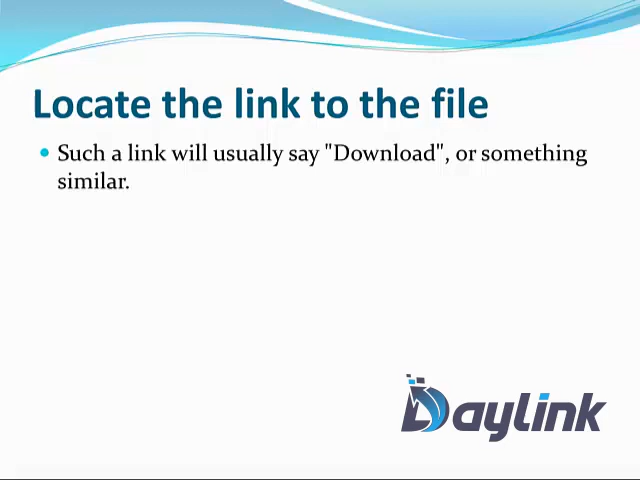 Locate the link to the file
Such a link will usually say "Download", or something
similar.
Daylink